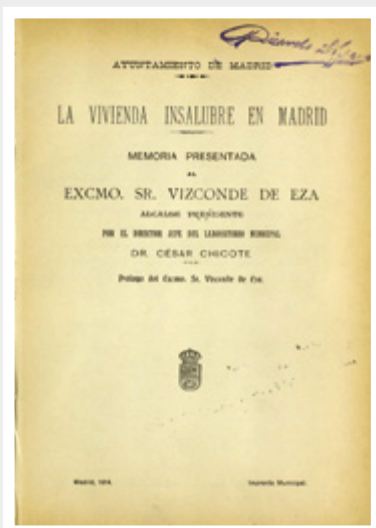 AYUNTAMIENTO DE MADRID
LA VIVIENDA INSALUBRE EN MADRID
MEMORIA PRESENTADA
AL
EXCMO. SR. VIZCONDE DE EZA
ALCALDE PRESIDENTE
POR EL DIRECTOR JEFE DEL LABORATORIO MUNICIPAL
DR. CÉSAR CHICOTE
Prólogo del Excmo. Sr. Vizconde de Eza
Madrid, 1914.
Imprenta Municipal.